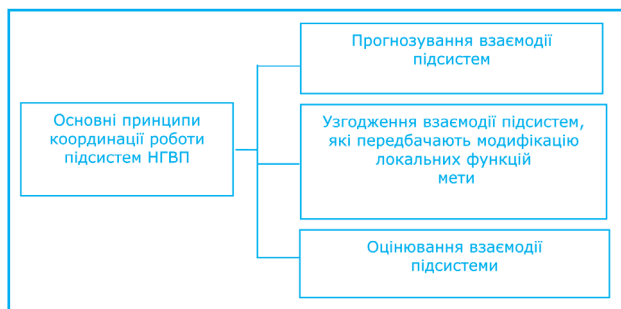 Основні принципи
координації роботи
підсистем НГВП
Прогнозування взаємодії
підсистем
Узгодження взаємодії підсистем,
які передбачають модифікацію
локальних функцій
мети
Оцінювання взаємодії
підсистеми